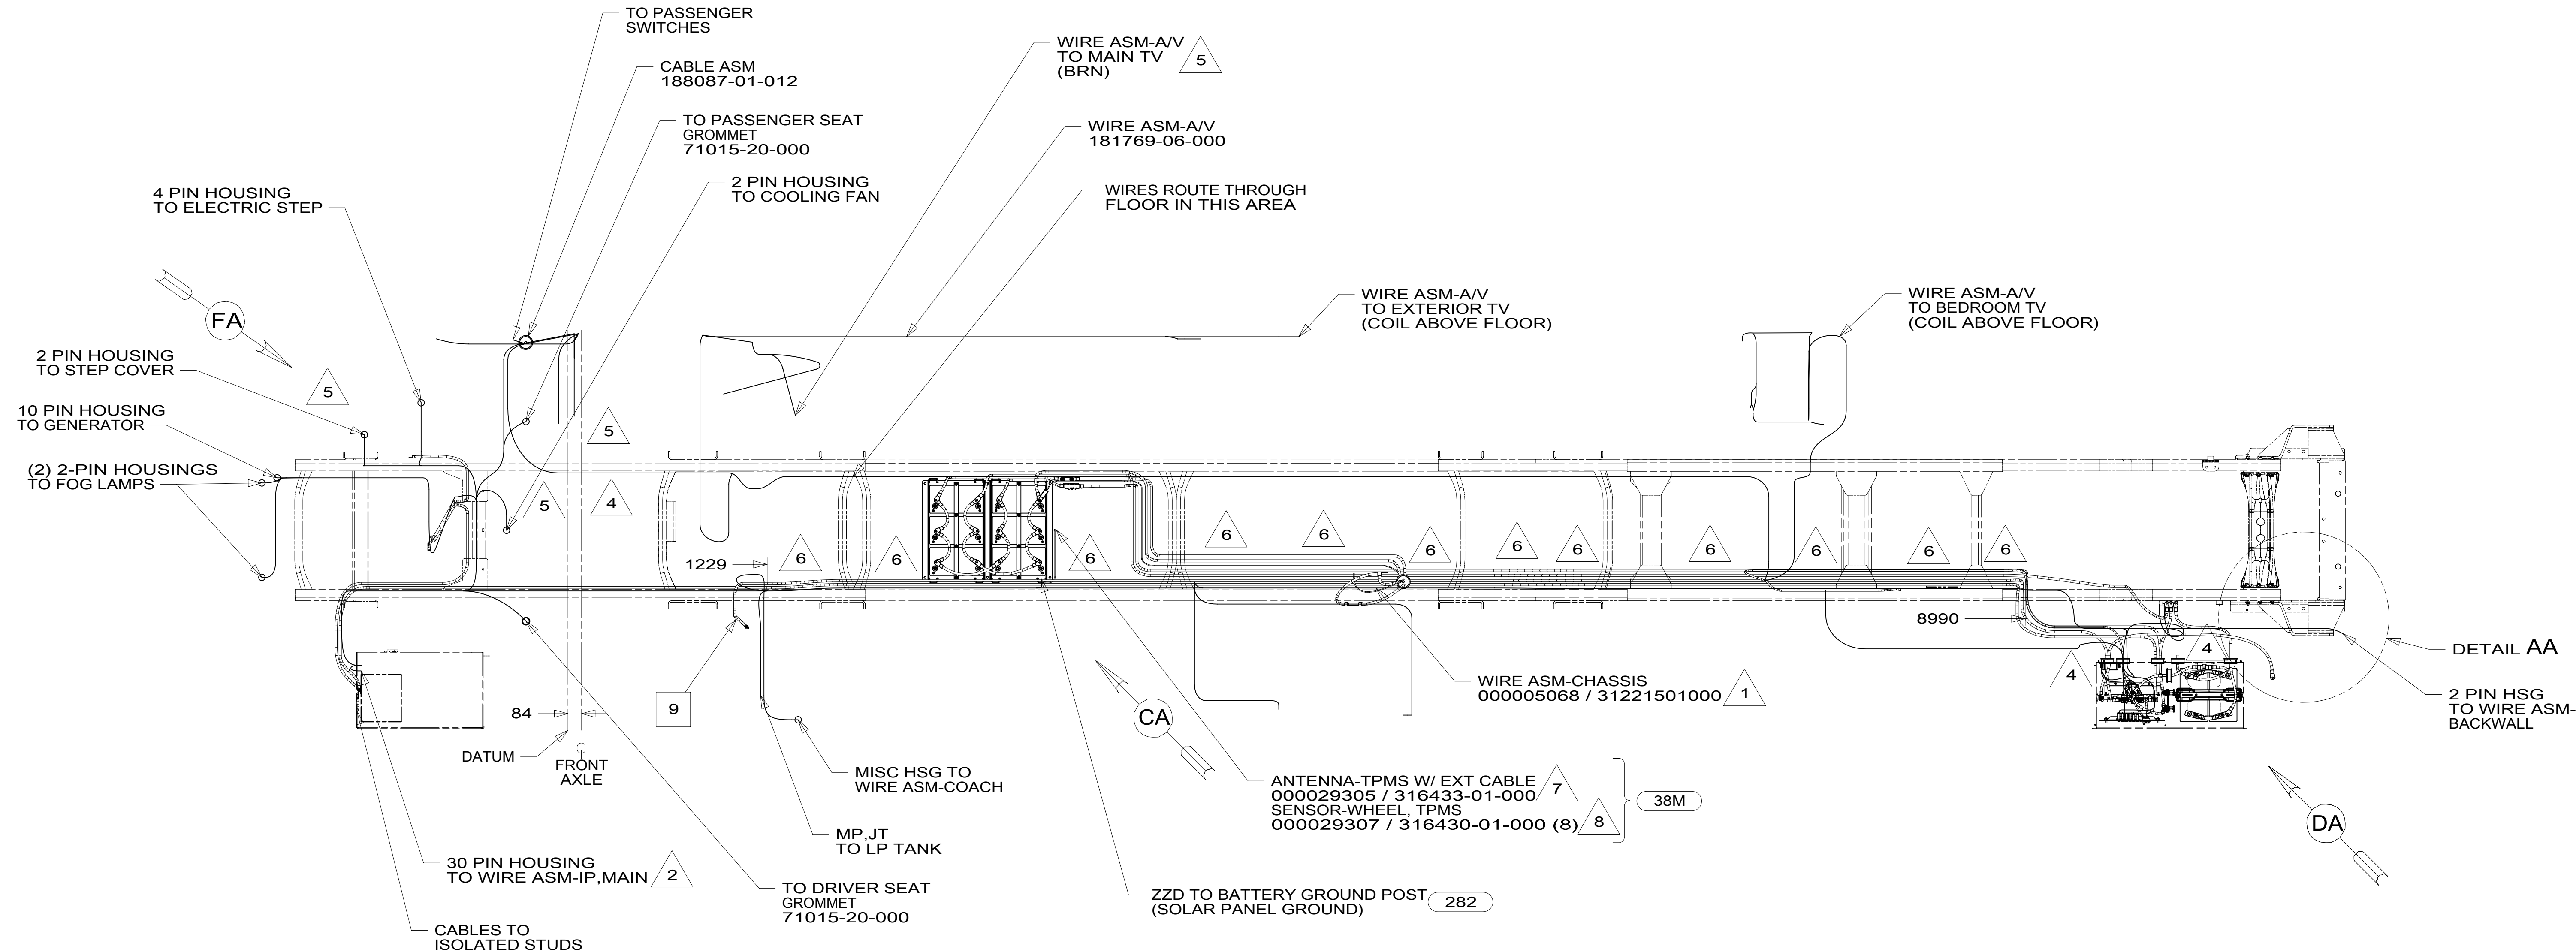 TO PASSENGER
SWITCHES
CABLE ASM
188087-01-012
TO PASSENGER SEAT
GROMMET
71015-20-000
2 PIN HOUSING
TO COOLING FAN
WIRE ASM-A/V
TO MAIN TV
(BRN)
5
WIRE ASM-A/V
181769-06-000
WIRES ROUTE THROUGH
FLOOR IN THIS AREA
4 PIN HOUSING
TO ELECTRIC STEP
FA
WIRE ASM-A/V
TO EXTERIOR TV
(COIL ABOVE FLOOR)
WIRE ASM-A/V
TO BEDROOM TV
(COIL ABOVE FLOOR)
2 PIN HOUSING
TO STEP COVER
5
10 PIN HOUSING
TO GENERATOR
5
(2) 2-PIN HOUSINGS
TO FOG LAMPS
5
4
1229
6
6
6
6
6
6
6
6
6
6
6
6
8990
4
4
DETAIL AA
2 PIN HSG
TO WIRE ASM-
BACKWALL
WIRE ASM-CHASSIS
000005068 / 31221501000
1
9
84
CA
DATUM
CL
FRONT
AXLE
MISC HSG TO
WIRE ASM-COACH
ANTENNA-TPMS W/ EXT CABLE
7
000029305 / 316433-01-000
SENSOR-WHEEL, TPMS
000029307 / 316430-01-000 (8)
8
38M
DA
MP,JT
TO LP TANK
30 PIN HOUSING
TO WIRE ASM-IP,MAIN
2
TO DRIVER SEAT
GROMMET
71015-20-000
ZZD TO BATTERY GROUND POST
(SOLAR PANEL GROUND)
282
CABLES TO
ISOLATED STUDS